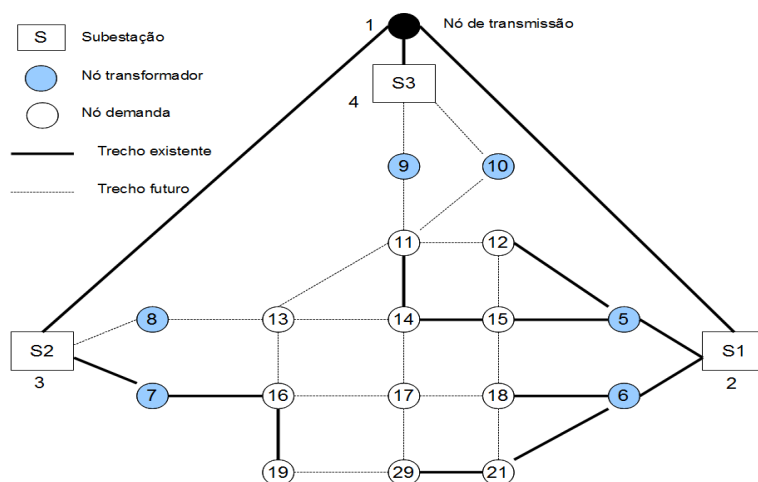 1
Nó de transmissão
S
Subestação
Nó transformador
S3
4
Nó demanda
Trecho existente
9
10
Trecho futuro
11
12
8
13
14
15
5
S2
S1
3
2
7
16
17
18
6
19
29
21